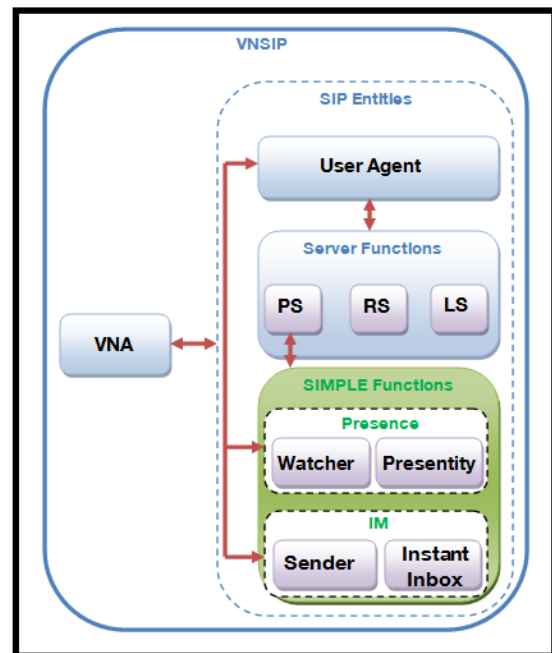 VNSIP
SIP Entities
User Agent
Server Functions
PS RS LS
VNA
SIMPLE Functions
Presence
Watcher Presentity
IM
Sender Instant
Inbox